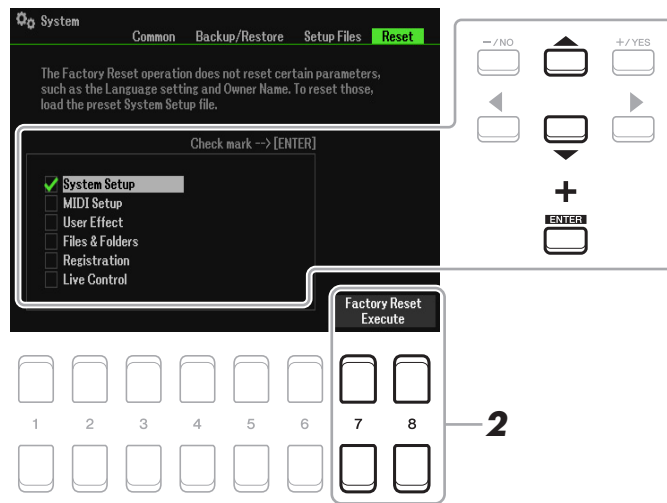 System
Common Backup/Restore Setup Files Reset
The Factory Reset operation does not reset certain parameters,
such as the Language setting and Owner Name. To reset those,
load the preset System Setup file.
Check mark --> [ENTER]
System Setup
MIDI Setup
User Effect
Files & Folders
Registration
Live Control
Factory Reset
Execute
−/NO
+/YES
+
ENTER
1 2 3 4 5 6 7 8
2